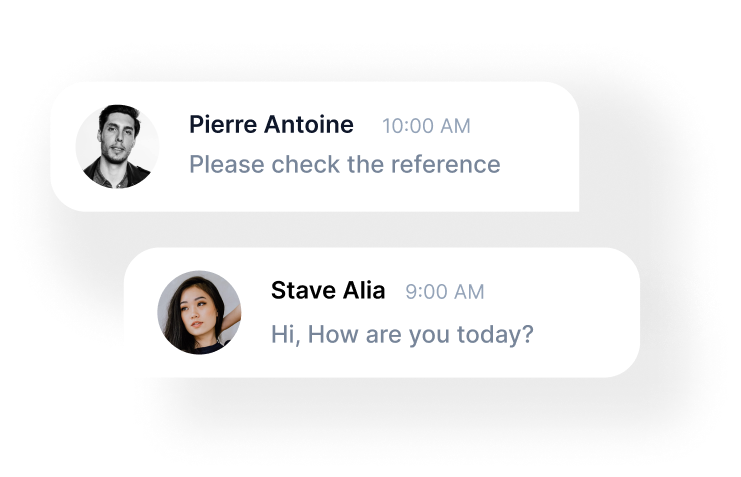 Pierre Antoine 10:00 AM
Please check the reference
Stave Alia 9:00 AM
Hi, How are you today?